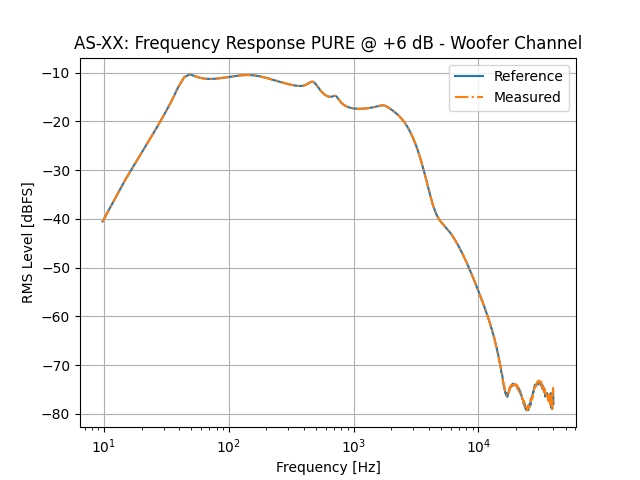 AS-XX: Frequency Response PURE @ +6 dB - Woofer Channel
Reference
Measured
RMS Level [dBFS]
−10
−20
−30
−40
−50
−60
−70
−80
10¹ 10² 10³ 10⁴
Frequency [Hz]